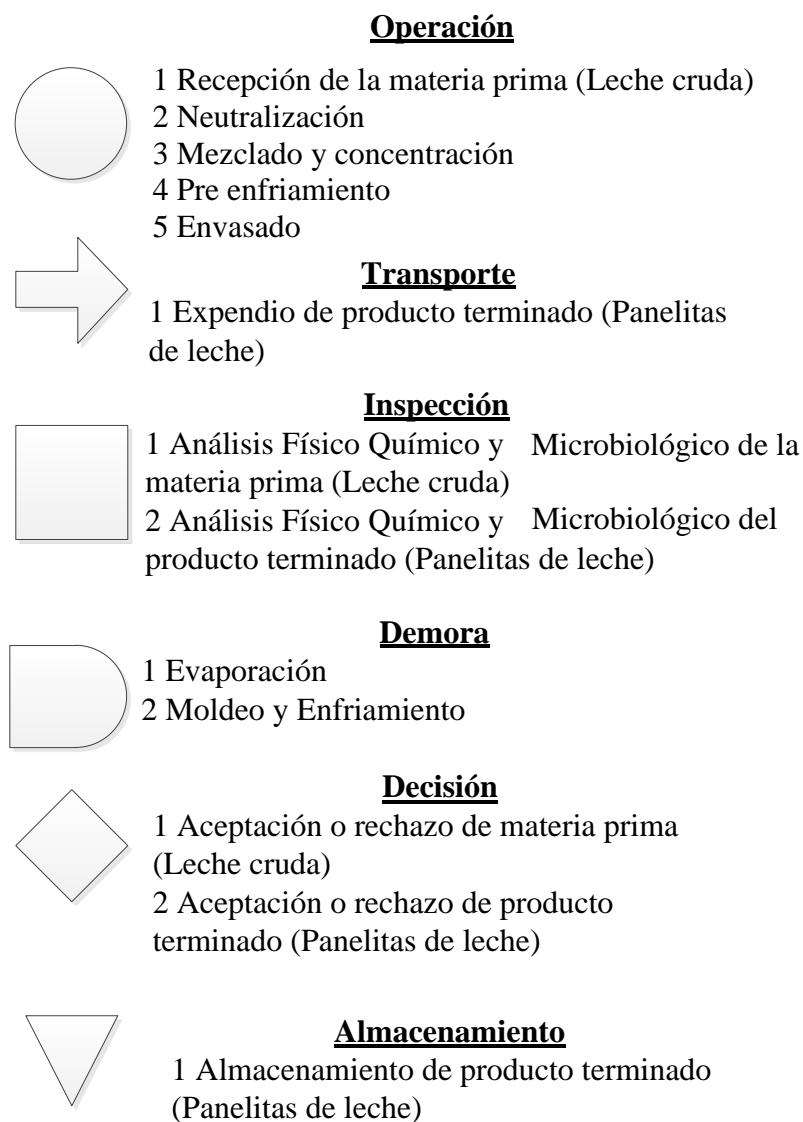 Operación
1 Recepción de la materia prima (Leche cruda)
2 Neutralización
3 Mezclado y concentración
4 Pre enfriamiento
5 Envasado
Transporte
1 Expendio de producto terminado (Panelitas
de leche)
Inspección
1 Análisis Físico Químico y Microbiológico de la
materia prima (Leche cruda)
2 Análisis Físico Químico y Microbiológico del
producto terminado (Panelitas de leche)
Demora
1 Evaporación
2 Moldeo y Enfriamiento
Decisión
1 Aceptación o rechazo de materia prima
(Leche cruda)
2 Aceptación o rechazo de producto
terminado (Panelitas de leche)
Almacenamiento
1 Almacenamiento de producto terminado
(Panelitas de leche)